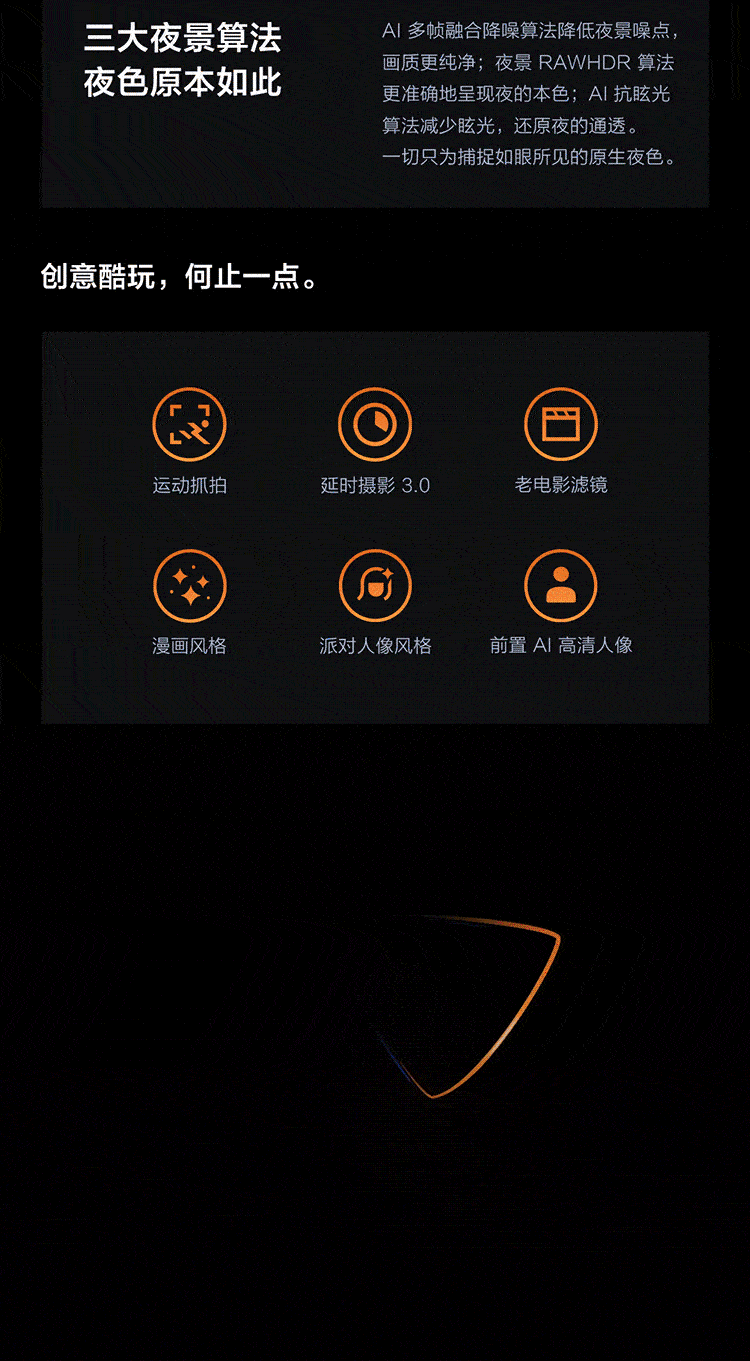 三大夜景算法
夜色原本如此
AI 多帧融合降噪算法降低夜景噪点，
画质更纯净；夜景 RAWHDR 算法
更准确地呈现夜的本色；AI 抗眩光
算法减少眩光，还原夜的通透。
一切只为捕捉如眼所见的原生夜色。
创意酷玩，何止一点。
运动抓拍
延时摄影 3.0
老电影滤镜
漫画风格
派对人像风格
前置 AI 高清人像